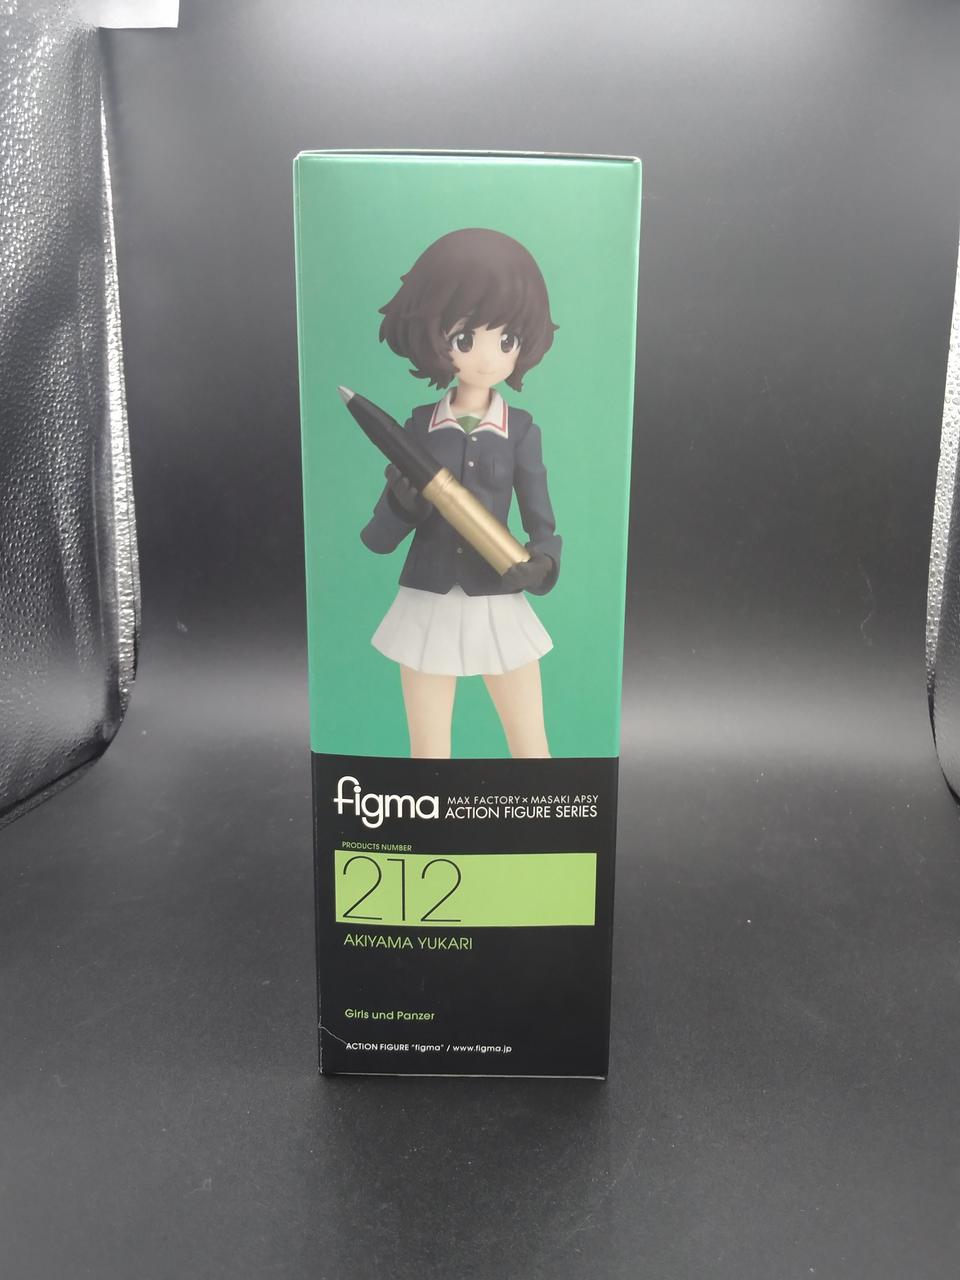 figma MAX FACTORY×MASAKI APSY
ACTION FIGURE SERIES
PRODUCTS NUMBER
212
AKIYAMA YUKARI
Girls und Panzer
ACTION FIGURE "figma" / www.figma.jp